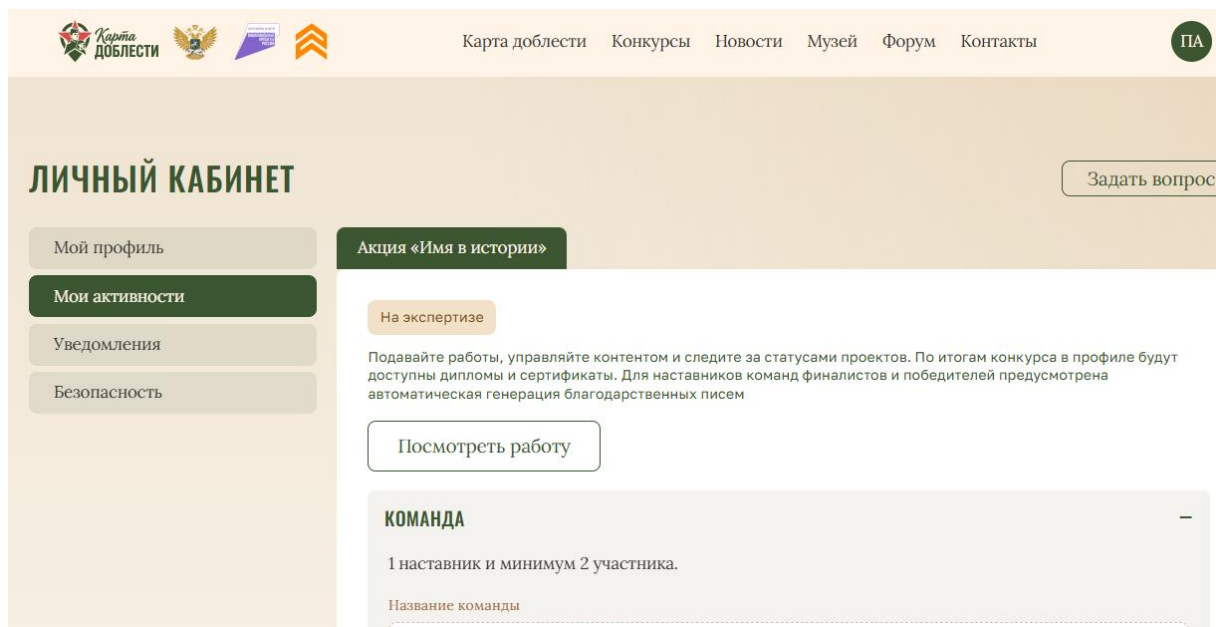 Карта
ДОБЛЕСТИ
Карта доблести Конкурсы Новости Музей Форум Контакты
ПА
ЛИЧНЫЙ КАБИНЕТ
Задать вопрос
Мой профиль
Мои активности
Уведомления
Безопасность
Акция «Имя в истории»
На экспертизе
Подавайте работы, управляйте контентом и следите за статусами проектов. По итогам конкурса в профиле будут
доступны дипломы и сертификаты. Для наставников команд финалистов и победителей предусмотрена
автоматическая генерация благодарственных писем
Посмотреть работу
КОМАНДА
1 наставник и минимум 2 участника.
Название команды